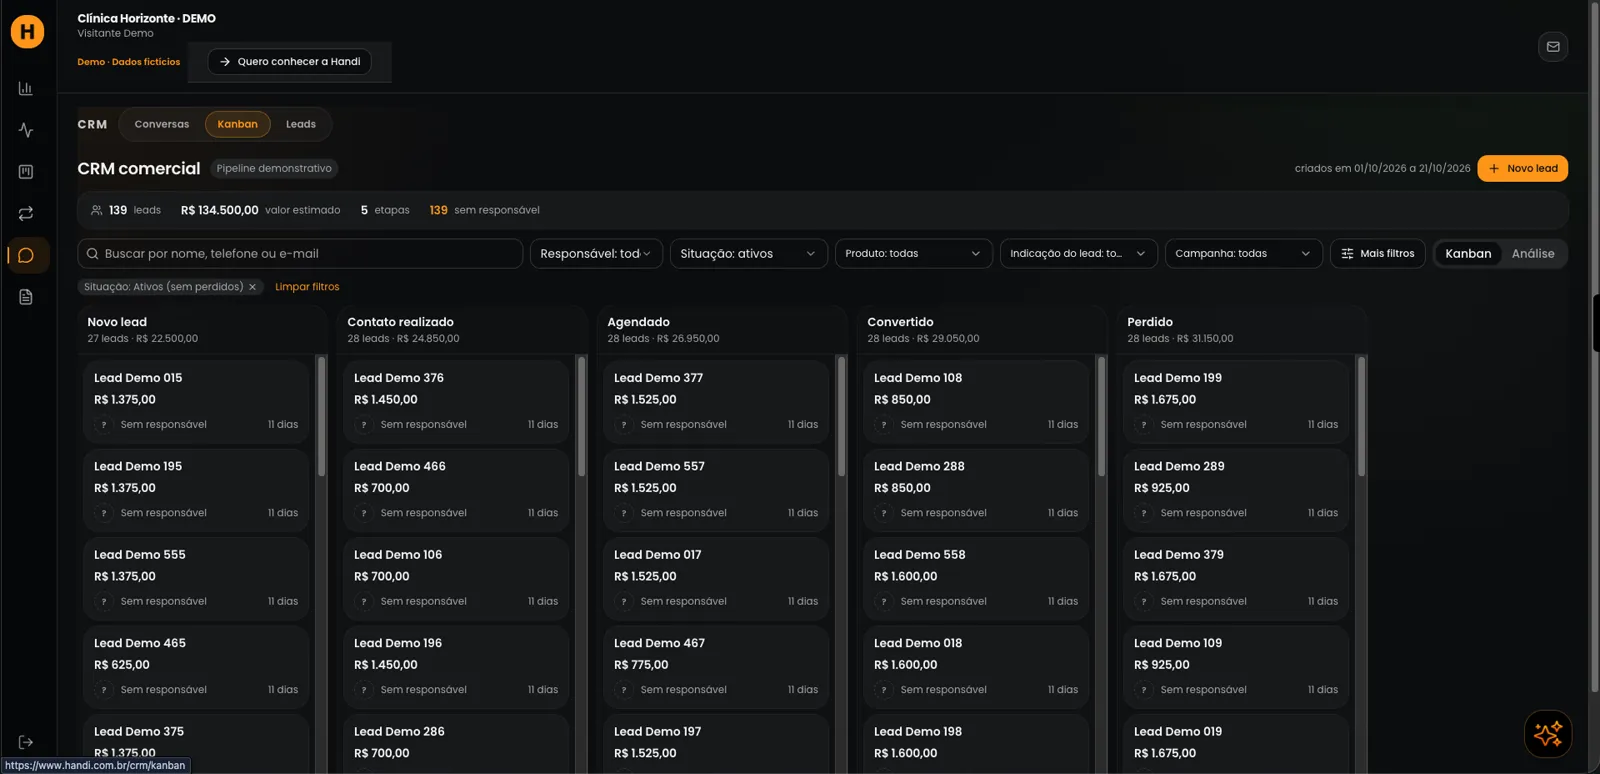 H
Clínica Horizonte · DEMO
Visitante Demo
Demo · Dados fictícios
→ Quero conhecer a Handi
CRM
Conversas
Kanban
Leads
CRM comercial
Pipeline demonstrativo
criados em 01/10/2026 a 21/10/2026
+ Novo lead
139 leads
R$ 134.500,00 valor estimado
5 etapas
139 sem responsável
Buscar por nome, telefone ou e-mail
Responsável: tod
Situação: ativos
Produto: todas
Indicação do lead: to...
Campanha: todas
Mais filtros
Kanban
Análise
Situação: Ativos (sem perdidos) ×
Limpar filtros
Novo lead
27 leads · R$ 22.500,00
Lead Demo 015
R$ 1.375,00
? Sem responsável 11 dias
Lead Demo 195
R$ 1.375,00
? Sem responsável 11 dias
Lead Demo 555
R$ 1.375,00
? Sem responsável 11 dias
Lead Demo 465
R$ 625,00
? Sem responsável 11 dias
Lead Demo 375
R$ 1.375,00
Contato realizado
28 leads · R$ 24.850,00
Lead Demo 376
R$ 1.450,00
? Sem responsável 11 dias
Lead Demo 466
R$ 700,00
? Sem responsável 11 dias
Lead Demo 106
R$ 700,00
? Sem responsável 11 dias
Lead Demo 196
R$ 1.450,00
? Sem responsável 11 dias
Lead Demo 286
R$ 700,00
Agendado
28 leads · R$ 26.950,00
Lead Demo 377
R$ 1.525,00
? Sem responsável 11 dias
Lead Demo 557
R$ 1.525,00
? Sem responsável 11 dias
Lead Demo 017
R$ 1.525,00
? Sem responsável 11 dias
Lead Demo 467
R$ 775,00
? Sem responsável 11 dias
Lead Demo 197
R$ 1.525,00
Convertido
28 leads · R$ 29.050,00
Lead Demo 108
R$ 850,00
? Sem responsável 11 dias
Lead Demo 288
R$ 850,00
? Sem responsável 11 dias
Lead Demo 558
R$ 1.600,00
? Sem responsável 11 dias
Lead Demo 018
R$ 1.600,00
? Sem responsável 11 dias
Lead Demo 198
R$ 1.600,00
Perdido
28 leads · R$ 31.150,00
Lead Demo 199
R$ 1.675,00
? Sem responsável 11 dias
Lead Demo 289
R$ 925,00
? Sem responsável 11 dias
Lead Demo 379
R$ 1.675,00
? Sem responsável 11 dias
Lead Demo 109
R$ 925,00
? Sem responsável 11 dias
Lead Demo 019
R$ 1.675,00
https://www.handi.com.br/crm/kanban